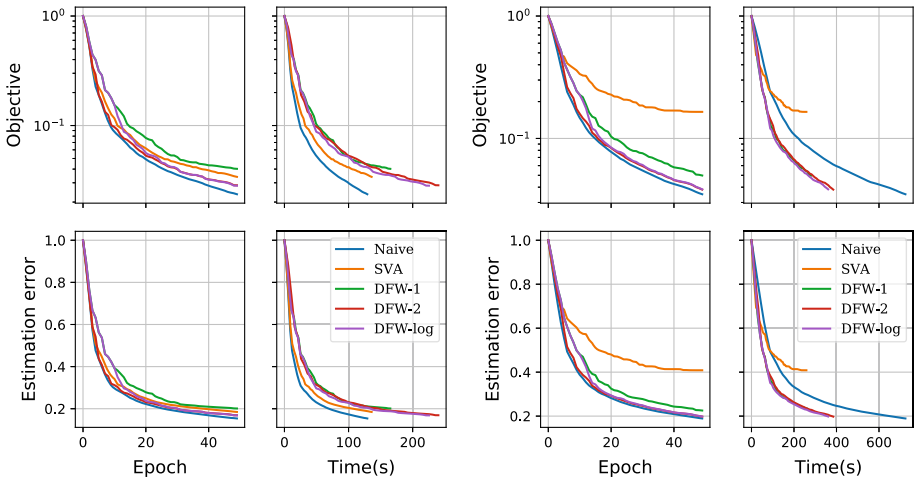 Objective
10⁰
10⁻¹
Objective
10⁰
10⁻¹
Estimation error
1.0
0.8
0.6
0.4
0.2
0 20 40
Epoch
Naive
SVA
DFW-1
DFW-2
DFW-log
0 100 200
Time(s)
Estimation error
1.0
0.8
0.6
0.4
0.2
0 20 40
Epoch
Naive
SVA
DFW-1
DFW-2
DFW-log
0 200 400 600
Time(s)